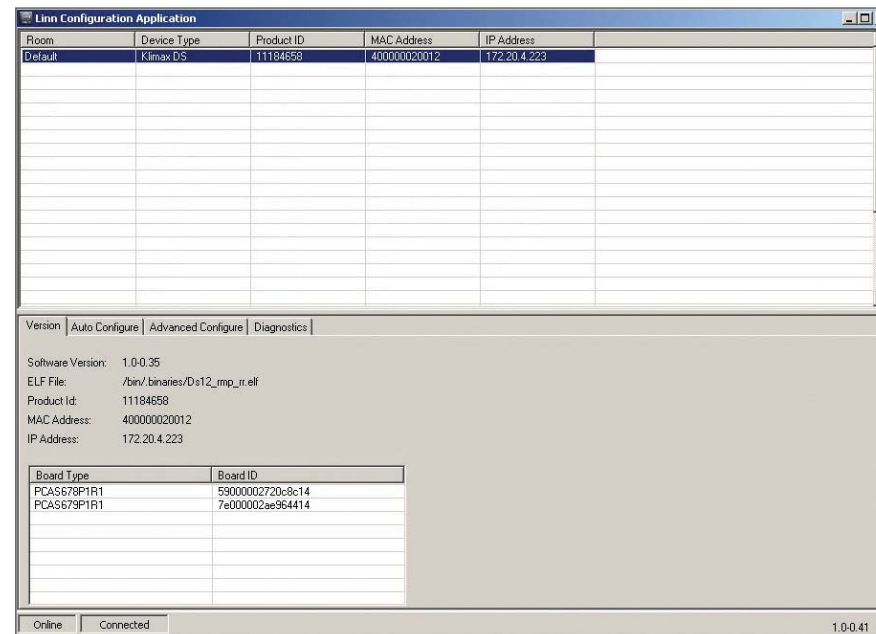 Linn Configuration Application
Room Device Type Product ID MAC Address IP Address
Default Klimax DS 11184658 400000020012 172.20.4.223
Version Auto Configure Advanced Configure Diagnostics
Software Version: 1.0-0.35
ELF File: /bin/.binaries/Ds12_rmp_rr.elf
Product Id: 11184658
MAC Address: 400000020012
IP Address: 172.20.4.223
Board Type Board ID
PCAS678P1R1 59000002720c8c14
PCAS679P1R1 7e000002ae964414
Online Connected 1.0-0.41